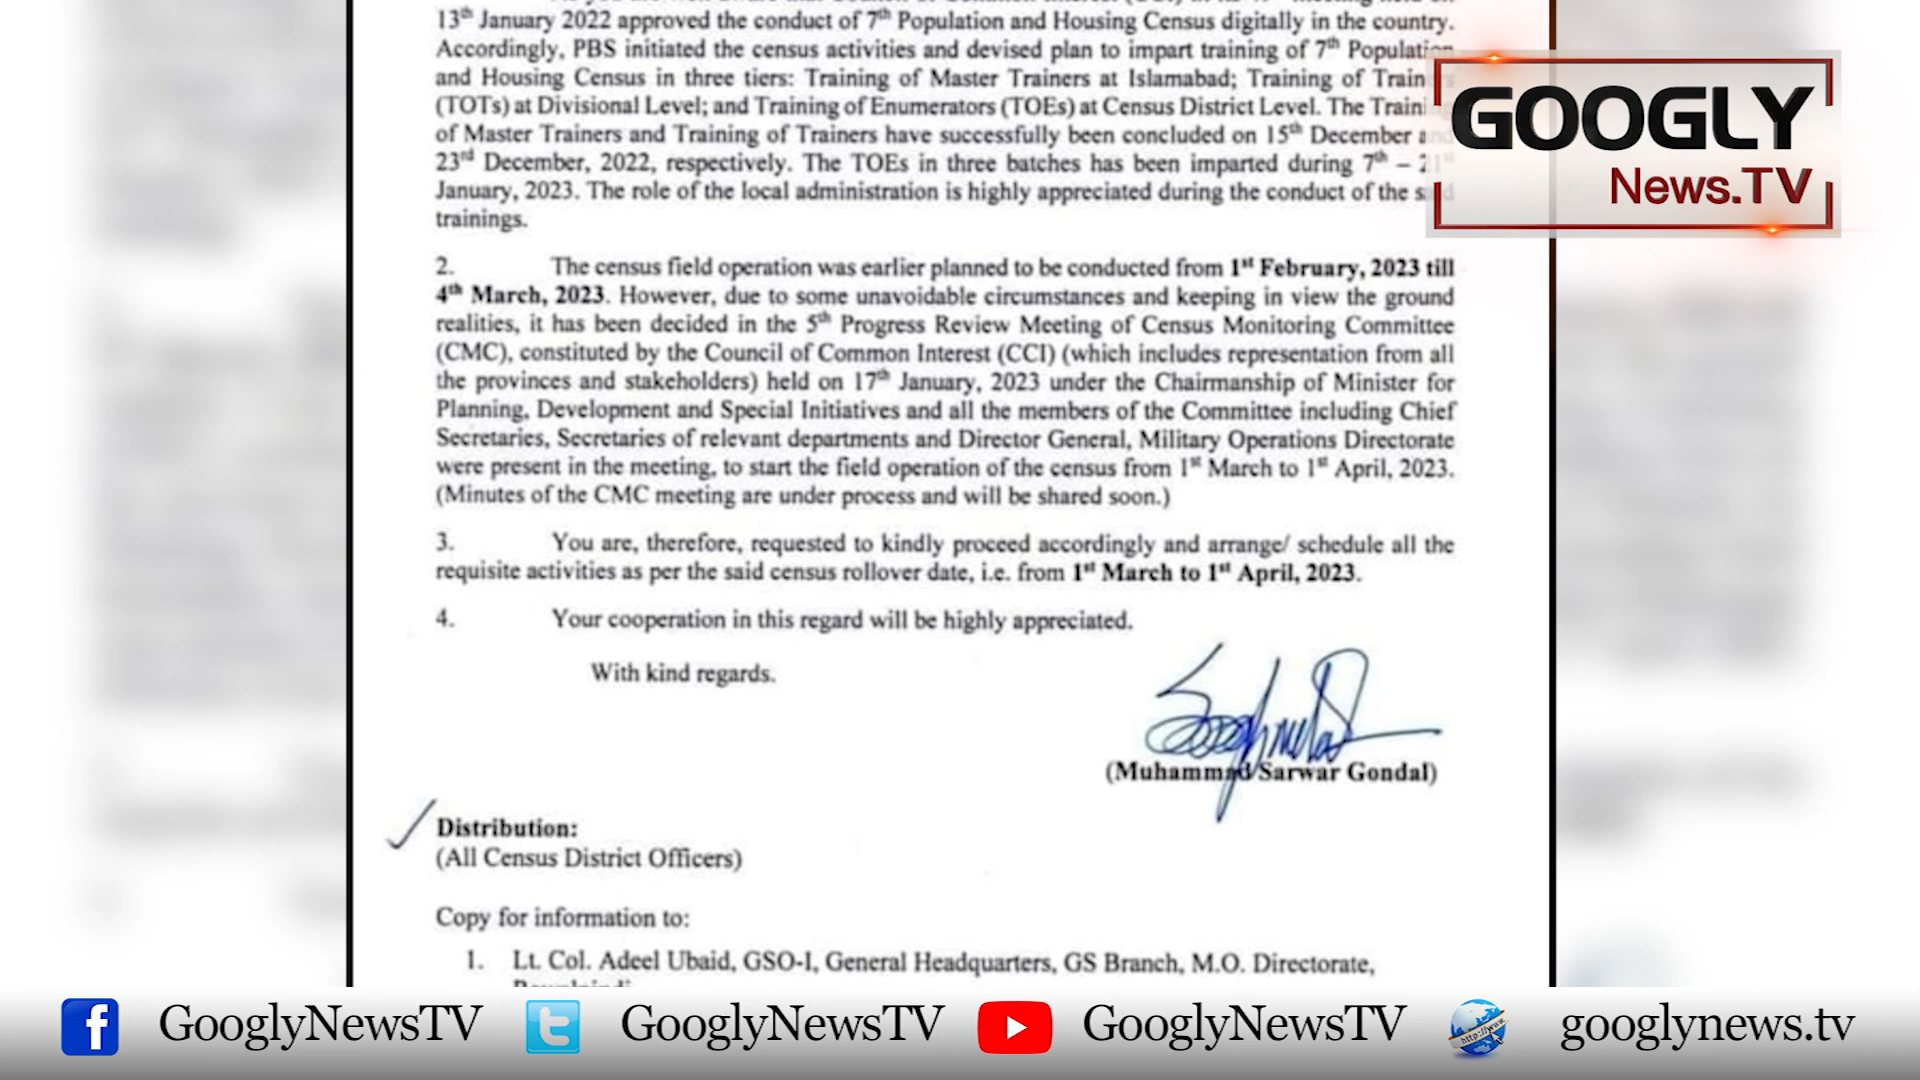 13th January 2022 approved the conduct of 7th Population and Housing Census digitally in the country.
Accordingly, PBS initiated the census activities and devised plan to impart training of 7th Population
and Housing Census in three tiers: Training of Master Trainers at Islamabad; Training of
(TOTs) at Divisional Level; and Training of Enumerators (TOEs) at Census District Level. The
of Master Trainers and Training of Trainers have successfully been concluded on 15th December
23rd December, 2022, respectively. The TOEs in three batches has been imparted during 7th –
January, 2023. The role of the local administration is highly appreciated during the conduct of the
trainings.
2. The census field operation was earlier planned to be conducted from 1st February, 2023 till
4th March, 2023. However, due to some unavoidable circumstances and keeping in view the ground
realities, it has been decided in the 5th Progress Review Meeting of Census Monitoring Committee
(CMC), constituted by the Council of Common Interest (CCI) (which includes representation from all
the provinces and stakeholders) held on 17th January, 2023 under the Chairmanship of Minister for
Planning, Development and Special Initiatives and all the members of the Committee including Chief
Secretaries, Secretaries of relevant departments and Director General, Military Operations Directorate
were present in the meeting, to start the field operation of the census from 1st March to 1st April, 2023.
(Minutes of the CMC meeting are under process and will be shared soon.)
3. You are, therefore, requested to kindly proceed accordingly and arrange/ schedule all the
requisite activities as per the said census rollover date, i.e. from 1st March to 1st April, 2023.
4. Your cooperation in this regard will be highly appreciated.
With kind regards.
(Muhammad Sarwar Gondal)
Distribution:
(All Census District Officers)
Copy for information to:
1. Lt. Col. Adeel Ubaid, GSO-I, General Headquarters, GS Branch, M.O. Directorate,
GOOGLY
News.TV
GooglyNewsTV GooglyNewsTV GooglyNewsTV googlynews.tv